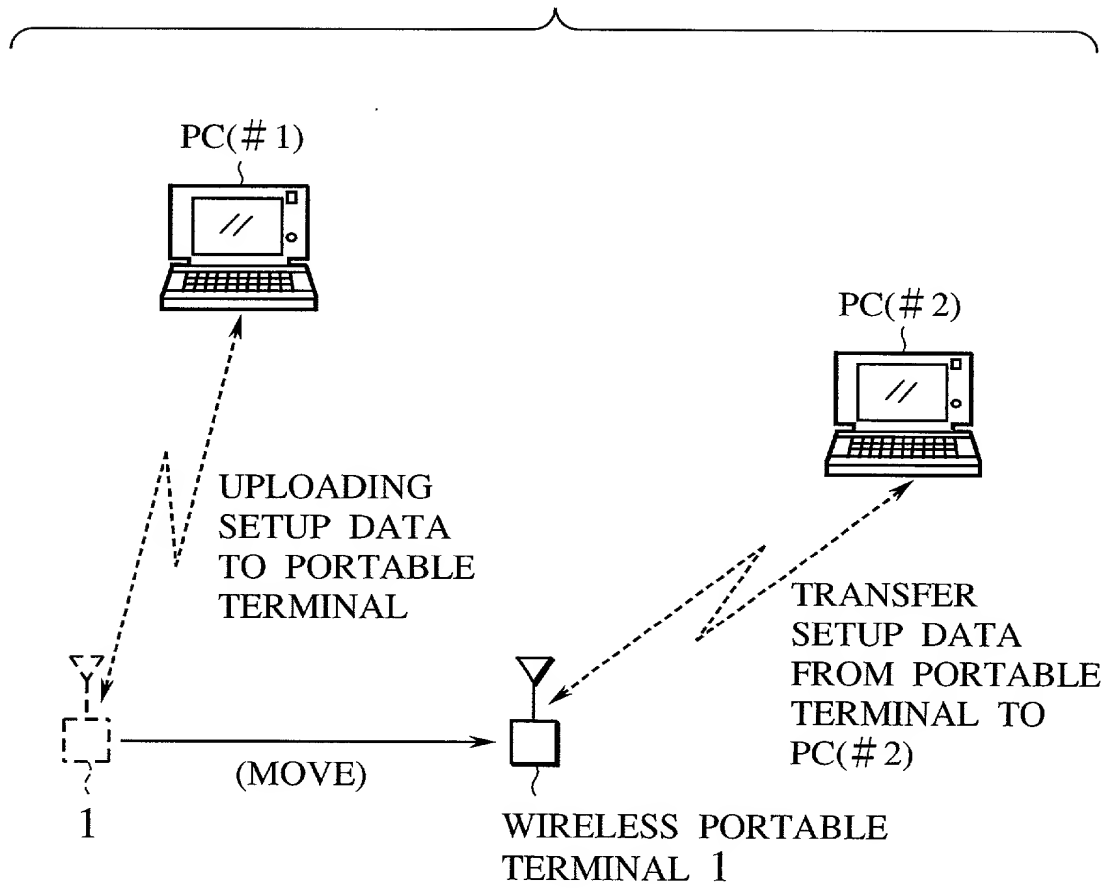 PC(#1)
PC(#2)
UPLOADING
SETUP DATA
TO PORTABLE
TERMINAL
TRANSFER
SETUP DATA
FROM PORTABLE
TERMINAL TO
PC(#2)
(MOVE)
1
WIRELESS PORTABLE
TERMINAL 1